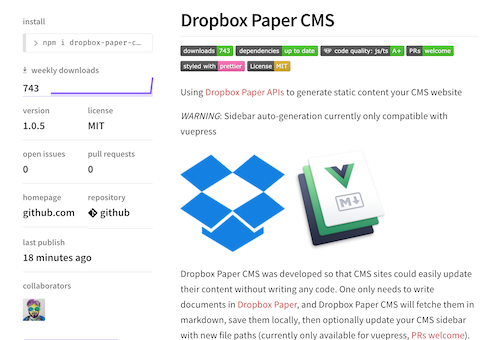 install
> npm i dropbox-paper-c…
weekly downloads
743
version
license
1.0.5
MIT
open issues
pull requests
0
0
homepage
repository
github.com
github
last publish
18 minutes ago
collaborators
Dropbox Paper CMS
downloads 743 dependencies up to date code quality: js/ts A+ PRs welcome
styled with prettier License MIT
Using Dropbox Paper APIs to generate static content your CMS website
WARNING: Sidebar auto-generation currently only compatible with
vuepress
M↓
Dropbox Paper CMS was developed so that CMS sites could easily update
their content without writing any code. One only needs to write
documents in Dropbox Paper, and Dropbox Paper CMS will fetche them in
markdown, save them locally, then optionally update your CMS sidebar
with new file paths (currently only available for vuepress, PRs welcome).